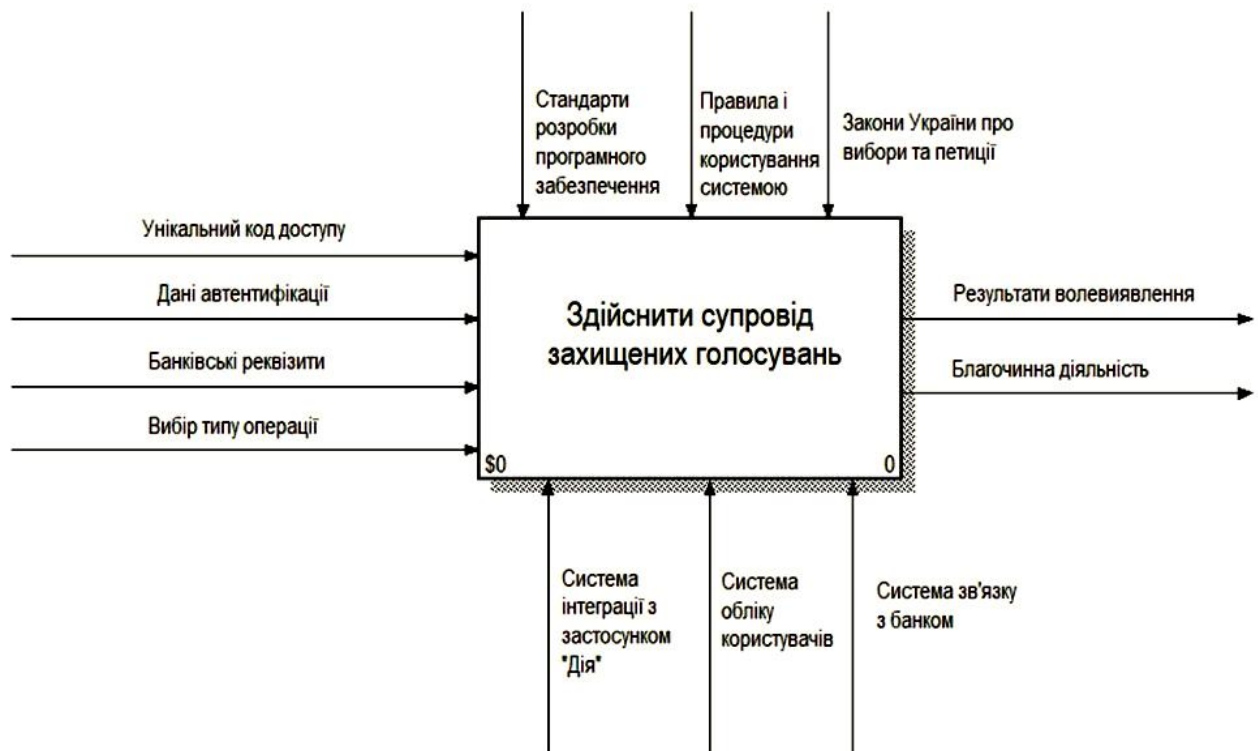 Стандарти
розробки
програмного
забезпечення
Правила і
процедури
користування
системою
Закони України про
вибори та петиції
Унікальний код доступу
Дані автентифікації
Банківські реквізити
Вибір типу операції
Здійснити супровід
захищених голосувань
$0
0
Результати волевиявлення
Благочинна діяльність
Система
інтеграції з
застосунком
"Дія"
Система
обліку
користувачів
Система зв'язку
з банком